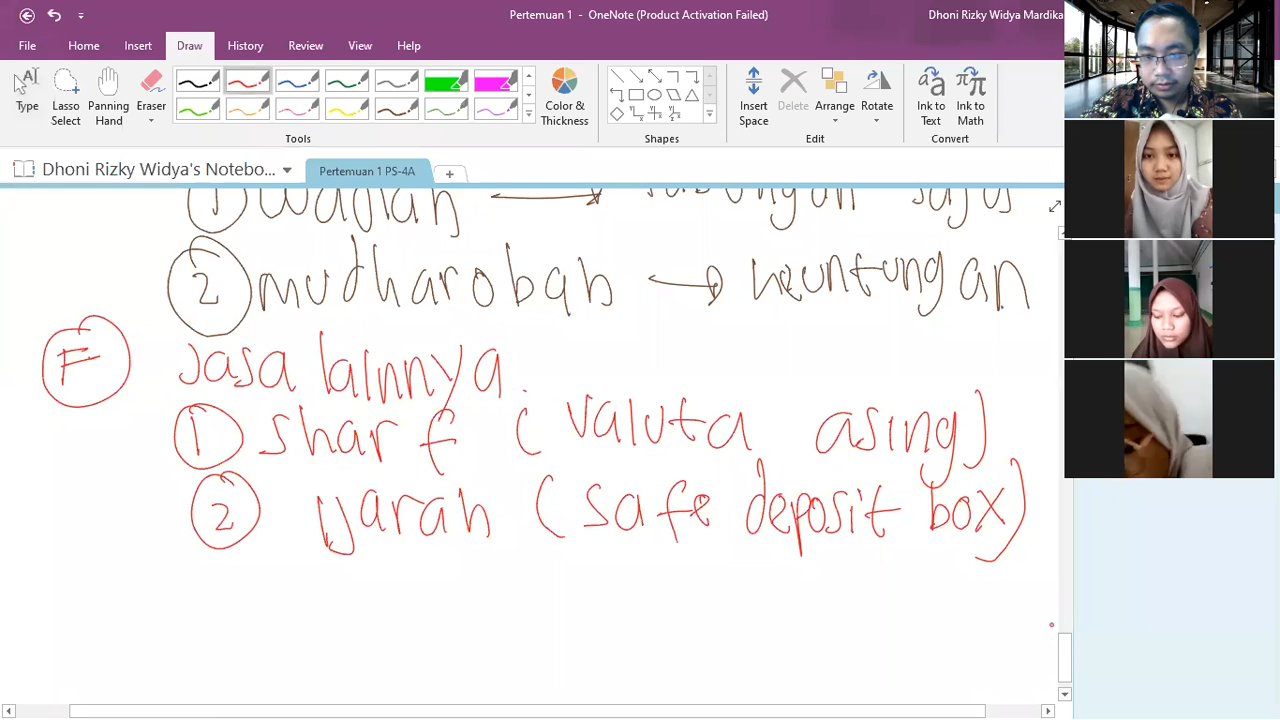 Pertemuan 1 - OneNote (Product Activation Failed)
Dhoni Rizky Widya Mardika
File Home Insert Draw History Review View Help
Type Lasso Select Panning Hand Eraser Color & Thickness Insert Space Delete Arrange Rotate Ink to Text Ink to Math
Tools Shapes Edit Convert
Dhoni Rizky Widya's Notebo... Pertemuan 1 PS-4A
1 wadiah
2 mudharobah keuntungan
F Jasa lainnya
1 sharf (valuta asing)
2 Ijarah (safe deposit box)